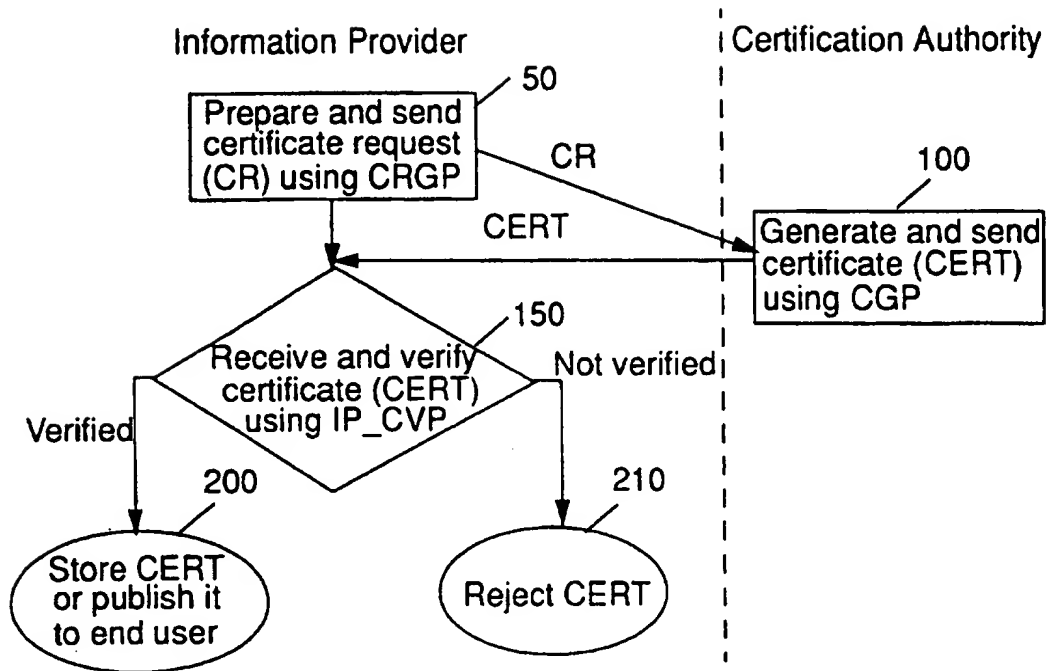 Information Provider
Certification Authority
50
Prepare and send
certificate request
(CR) using CRGP
CR
100
CERT
Generate and send
certificate (CERT)
using CGP
150
Receive and verify
certificate (CERT)
using IP_CVP
Not verified
Verified
200
210
Store CERT
or publish it
to end user
Reject CERT